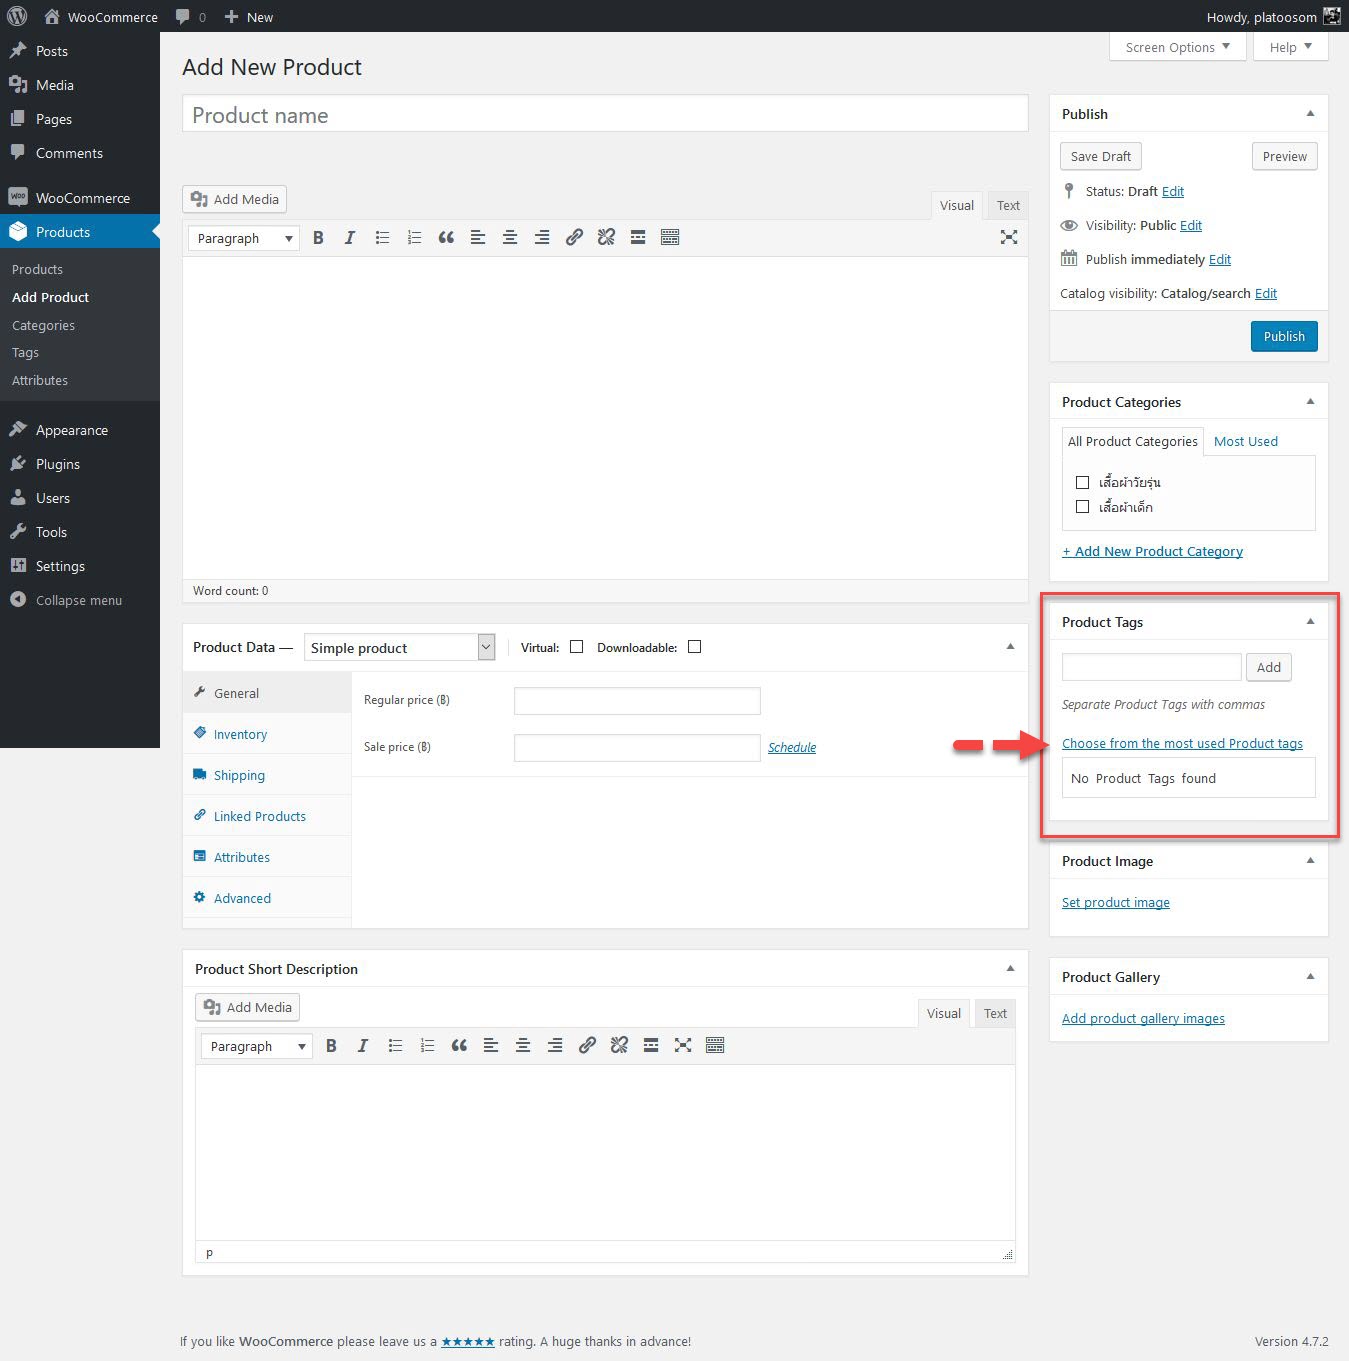 WooCommerce 0 New Howdy, platoosom
Posts
Media
Pages
Comments
WooCommerce
Products
Products
Add Product
Categories
Tags
Attributes
Appearance
Plugins
Users
Tools
Settings
Collapse menu
Screen Options Help
Add New Product
Product name
Add Media
Visual Text
Paragraph
Word count: 0
Product Data — Simple product Virtual: Downloadable:
General
Inventory
Shipping
Linked Products
Attributes
Advanced
Regular price (฿)
Sale price (฿) Schedule
Product Short Description
Add Media
Visual Text
Paragraph
p
Publish
Save Draft Preview
Status: Draft Edit
Visibility: Public Edit
Publish immediately Edit
Catalog visibility: Catalog/search Edit
Publish
Product Categories
All Product Categories Most Used
เสื้อผ้าวัยรุ่น
เสื้อผ้าเด็ก
+ Add New Product Category
Product Tags
Add
Separate Product Tags with commas
Choose from the most used Product tags
No Product Tags found
Product Image
Set product image
Product Gallery
Add product gallery images
If you like WooCommerce please leave us a ★★★★★ rating. A huge thanks in advance! Version 4.7.2